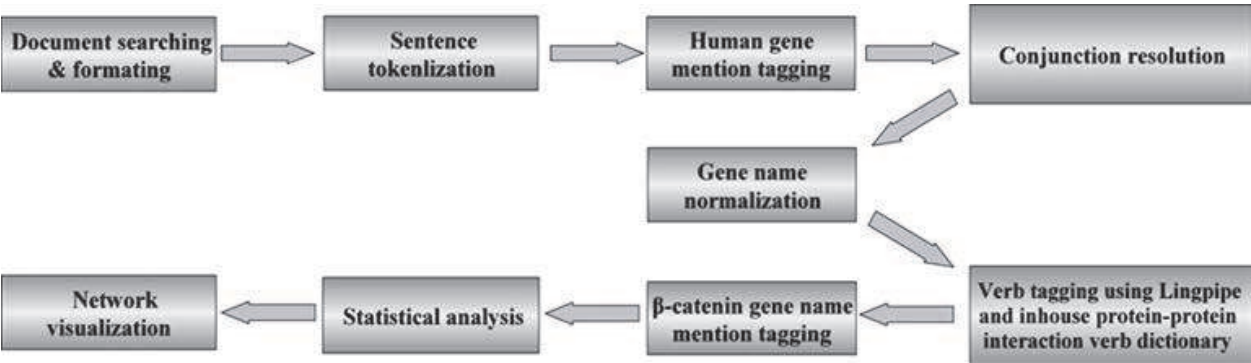 Document searching
& formating
Sentence
tokenlization
Human gene
mention tagging
Conjunction resolution
Gene name
normalization
Verb tagging using Lingpipe
and inhouse protein-protein
interaction verb dictionary
β-catenin gene name
mention tagging
Statistical analysis
Network
visualization